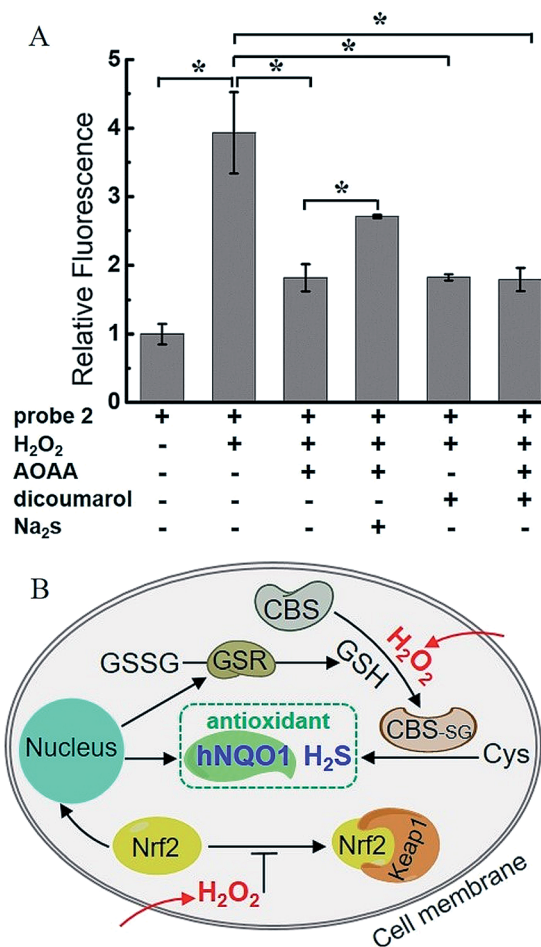 A
* * * * *
5
4
3
2
1
0
Relative Fluorescence
probe 2 + + + + + +
H₂O₂ - + + + + +
AOAA - - + + - +
dicoumarol - - - - + +
Na₂s - - - + - -
B
CBS
H₂O₂
GSSG GSR GSH
CBS-SG
antioxidant
Nucleus hNQO1 H₂S Cys
Nrf2 Nrf2 Keap1
H₂O₂
Cell membrane